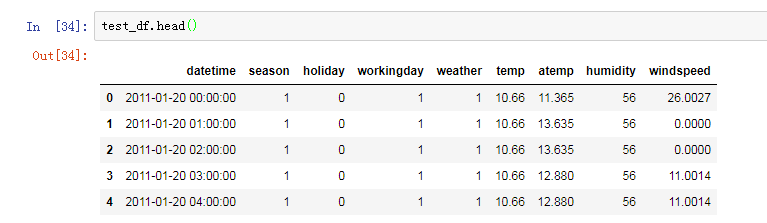 In [34]: test_df.head()
Out[34]:
datetime season holiday workingday weather temp atemp humidity windspeed
0 2011-01-20 00:00:00 1 0 1 1 10.66 11.365 56 26.0027
1 2011-01-20 01:00:00 1 0 1 1 10.66 13.635 56 0.0000
2 2011-01-20 02:00:00 1 0 1 1 10.66 13.635 56 0.0000
3 2011-01-20 03:00:00 1 0 1 1 10.66 12.880 56 11.0014
4 2011-01-20 04:00:00 1 0 1 1 10.66 12.880 56 11.0014